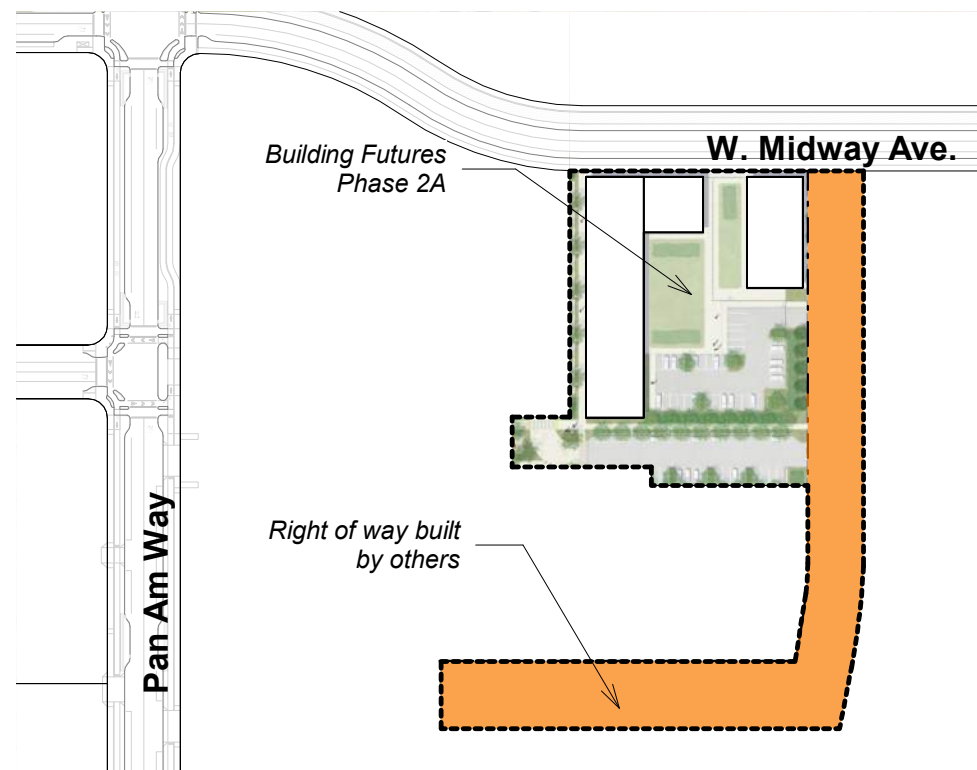 W. Midway Ave.
Building Futures
Phase 2A
Right of way built
by others
Pan Am Way